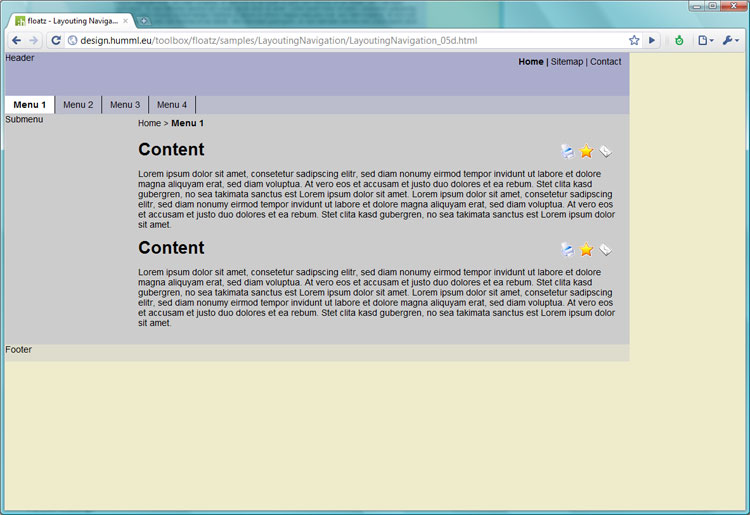 floatz - Layouting Naviga...
design.humml.eu/toolbox/floatz/samples/LayoutingNavigation/LayoutingNavigation_05d.html
Header
Home | Sitemap | Contact
Menu 1 Menu 2 Menu 3 Menu 4
Submenu
Home > Menu 1
Content
Lorem ipsum dolor sit amet, consetetur sadipscing elitr, sed diam nonumy eirmod tempor invidunt ut labore et dolore
magna aliquyam erat, sed diam voluptua. At vero eos et accusam et justo duo dolores et ea rebum. Stet clita kasd
gubergren, no sea takimata sanctus est Lorem ipsum dolor sit amet. Lorem ipsum dolor sit amet, consetetur sadipscing
elitr, sed diam nonumy eirmod tempor invidunt ut labore et dolore magna aliquyam erat, sed diam voluptua. At vero eos
et accusam et justo duo dolores et ea rebum. Stet clita kasd gubergren, no sea takimata sanctus est Lorem ipsum dolor
sit amet.
Content
Lorem ipsum dolor sit amet, consetetur sadipscing elitr, sed diam nonumy eirmod tempor invidunt ut labore et dolore
magna aliquyam erat, sed diam voluptua. At vero eos et accusam et justo duo dolores et ea rebum. Stet clita kasd
gubergren, no sea takimata sanctus est Lorem ipsum dolor sit amet. Lorem ipsum dolor sit amet, consetetur sadipscing
elitr, sed diam nonumy eirmod tempor invidunt ut labore et dolore magna aliquyam erat, sed diam voluptua. At vero eos
et accusam et justo duo dolores et ea rebum. Stet clita kasd gubergren, no sea takimata sanctus est Lorem ipsum dolor
sit amet.
Footer